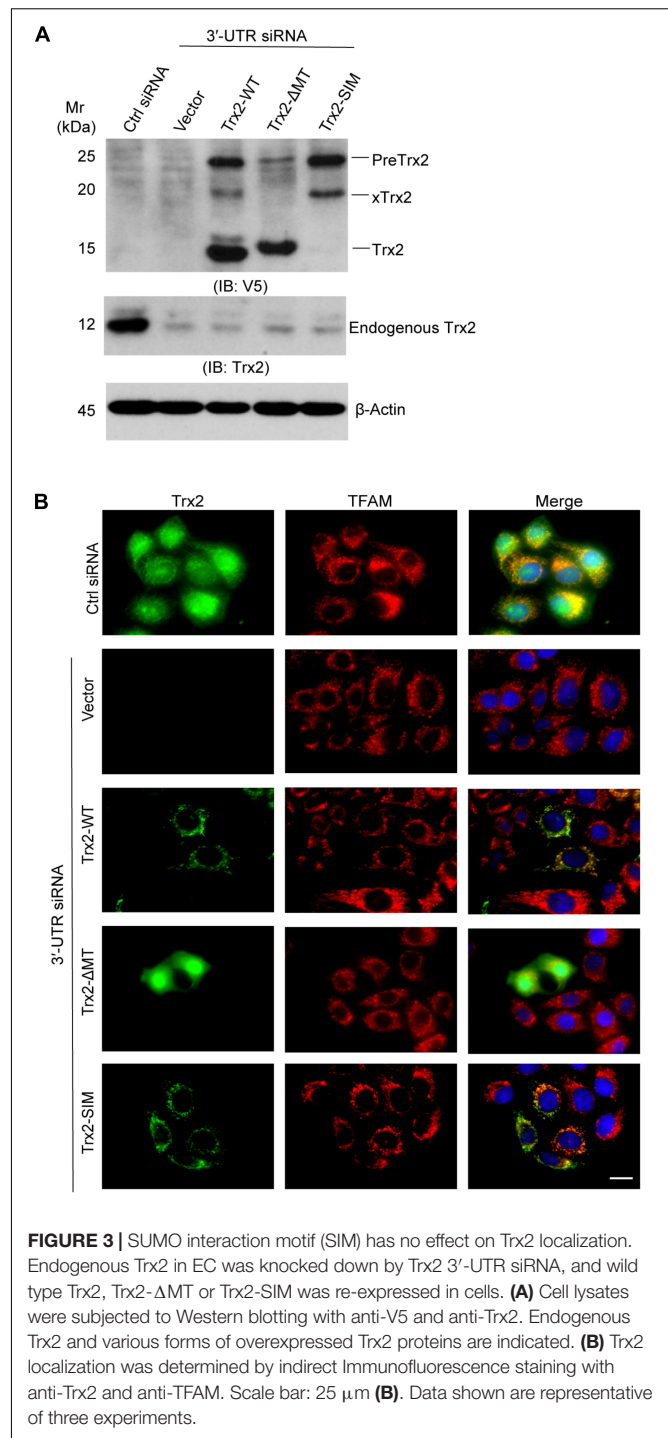 A
3′-UTR siRNA
Mr
(kDa)
Ctrl siRNA
Vector
Trx2-WT
Trx2-ΔMT
Trx2-SIM
25
PreTrx2
20
xTrx2
15
Trx2
(IB: V5)
12
Endogenous Trx2
(IB: Trx2)
45
β-Actin
B
Trx2 TFAM Merge
Ctrl siRNA
3′-UTR siRNA
Vector
Trx2-WT
Trx2-ΔMT
Trx2-SIM
FIGURE 3 | SUMO interaction motif (SIM) has no effect on Trx2 localization.
Endogenous Trx2 in EC was knocked down by Trx2 3′-UTR siRNA, and wild
type Trx2, Trx2-ΔMT or Trx2-SIM was re-expressed in cells. (A) Cell lysates
were subjected to Western blotting with anti-V5 and anti-Trx2. Endogenous
Trx2 and various forms of overexpressed Trx2 proteins are indicated. (B) Trx2
localization was determined by indirect Immunofluorescence staining with
anti-Trx2 and anti-TFAM. Scale bar: 25 μm (B). Data shown are representative
of three experiments.